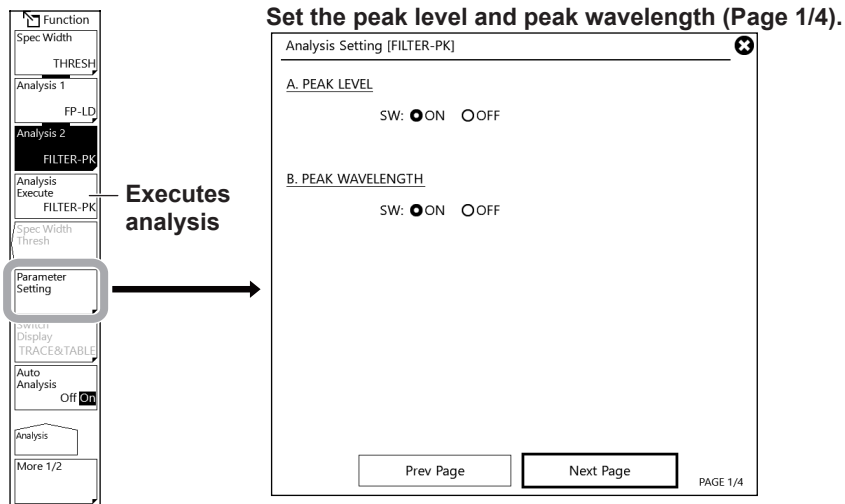 Function
Spec Width
THRESH
Analysis 1
FP-LD
Analysis 2
FILTER-PK
Analysis
Execute
FILTER-PK
Spec Width
Thresh
Parameter
Setting
Switch
Display
TRACE&TABLE
Auto
Analysis
Off On
Analysis
More 1/2
Executes
analysis
Set the peak level and peak wavelength (Page 1/4).
Analysis Setting [FILTER-PK]
A. PEAK LEVEL
SW: ON OFF
B. PEAK WAVELENGTH
SW: ON OFF
Prev Page
Next Page
PAGE 1/4